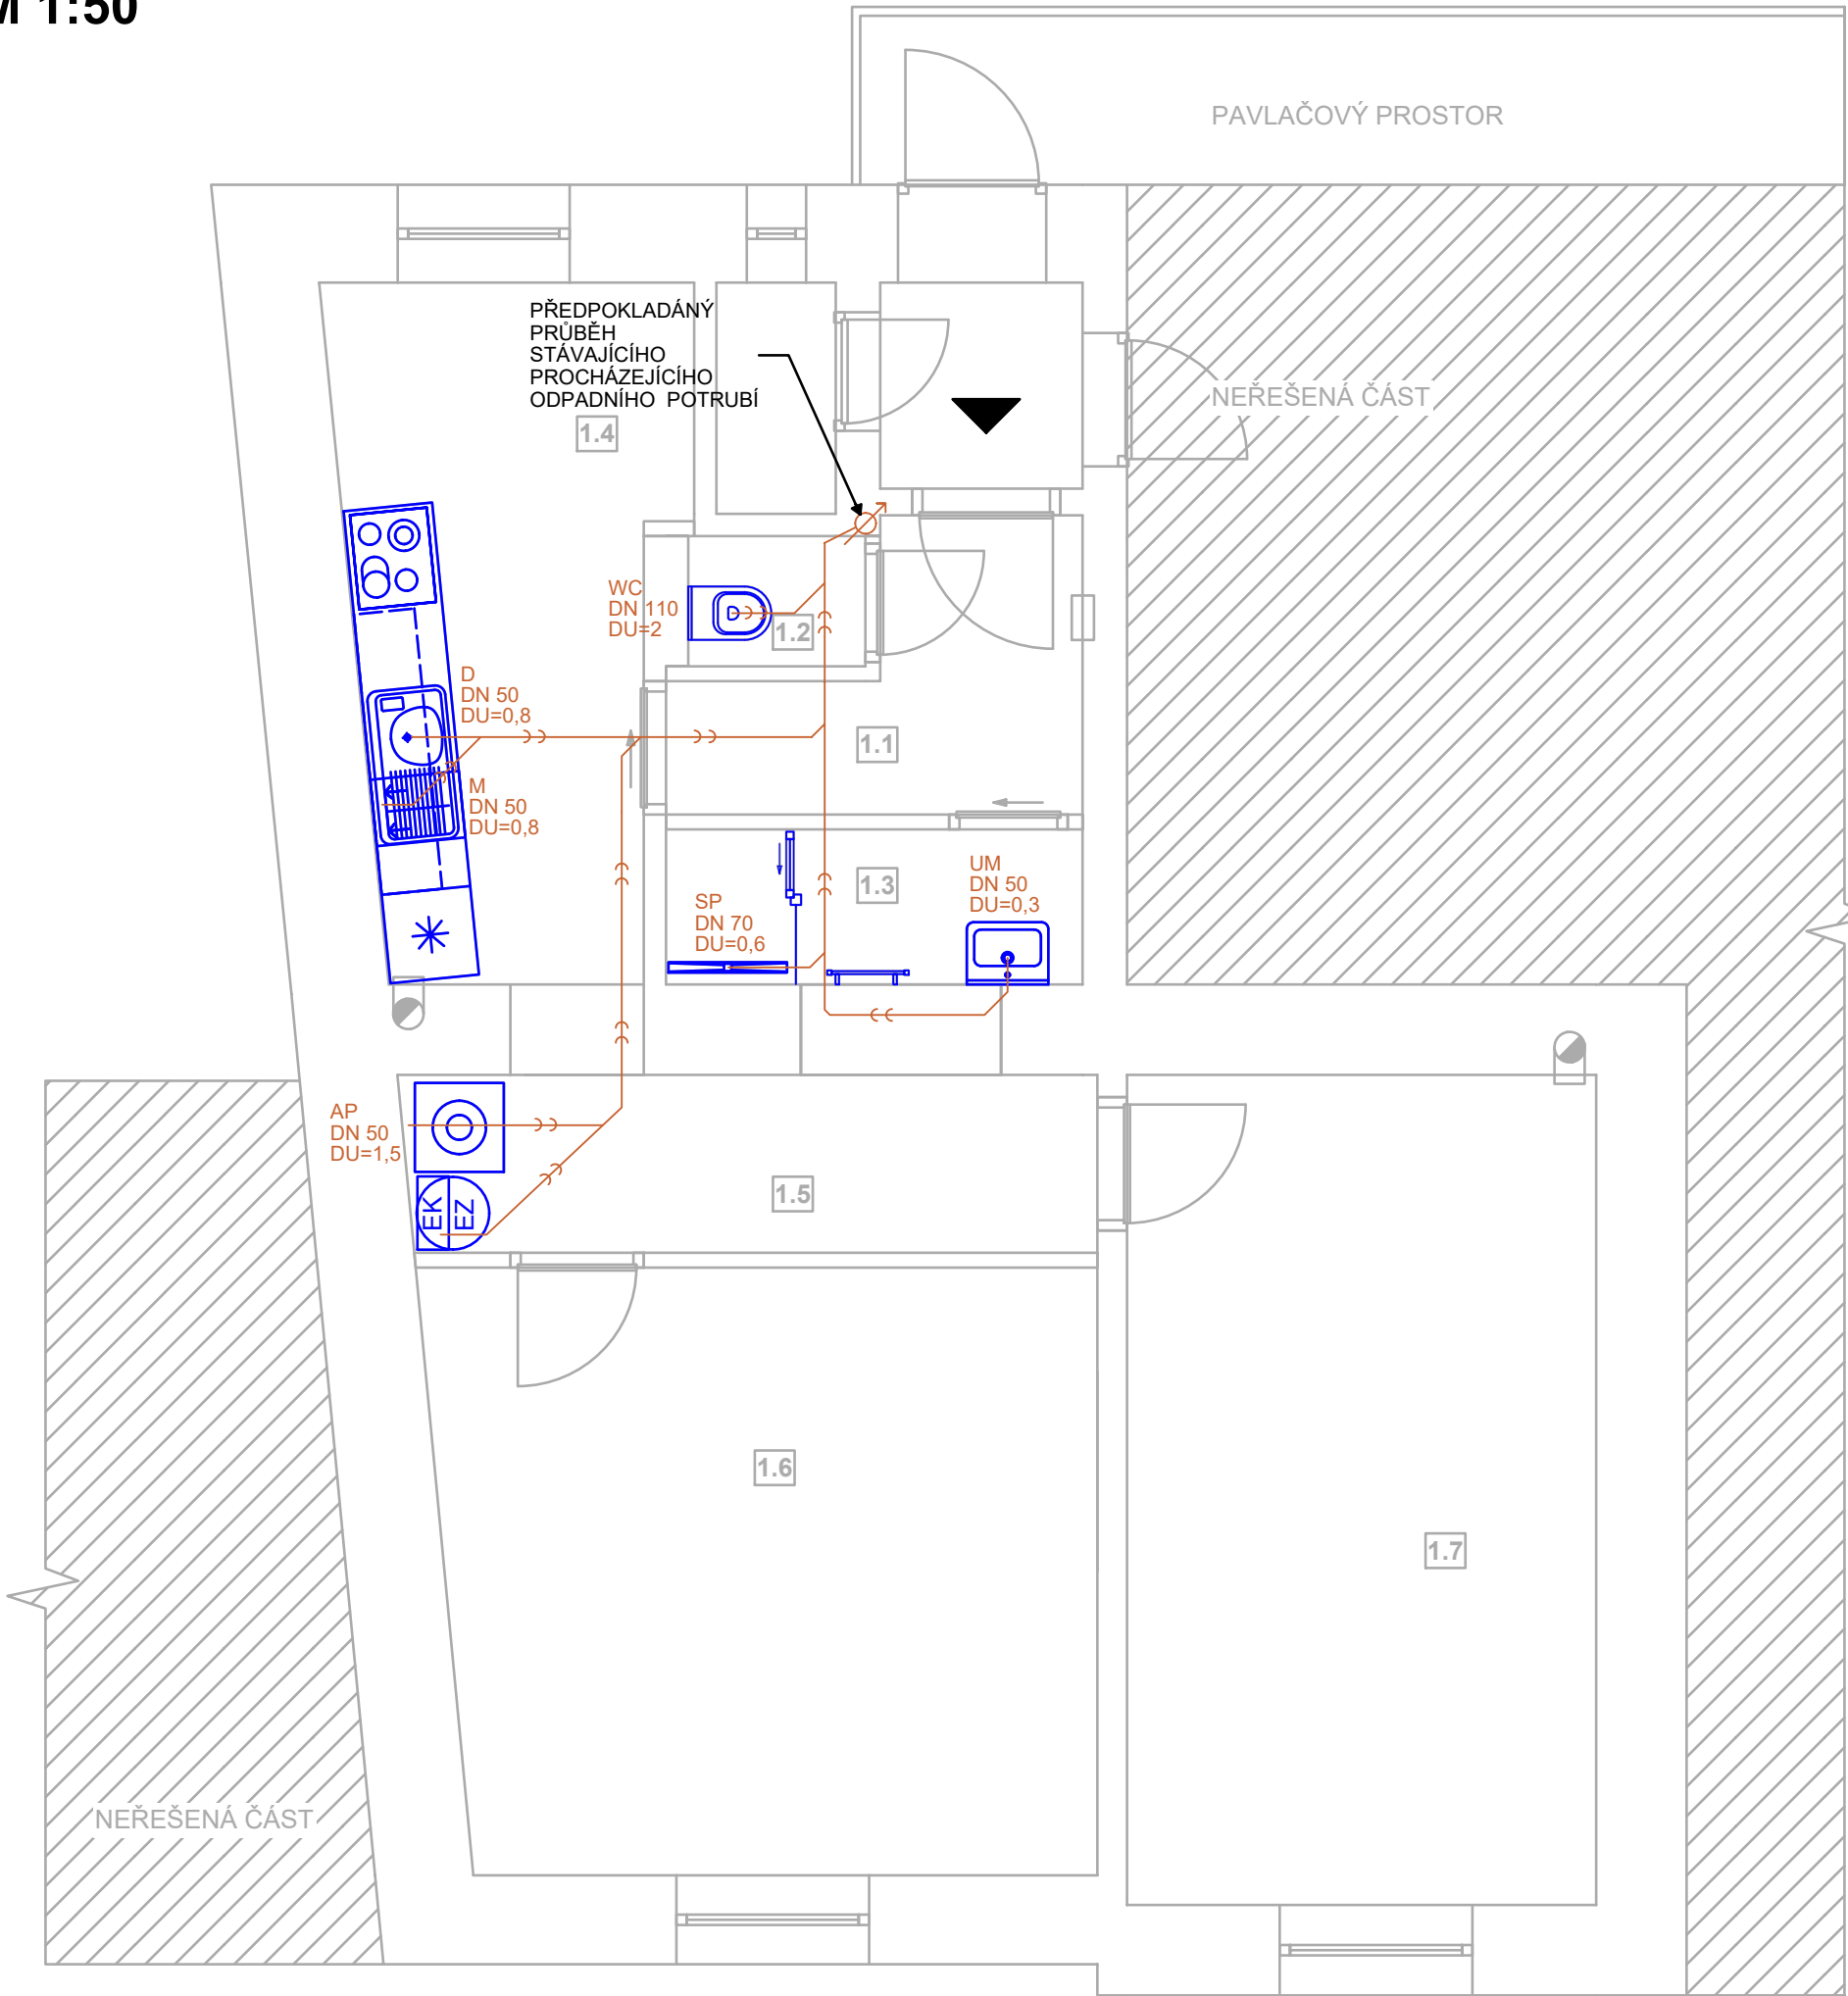 1:50
PAVLAČOVÝ PROSTOR
PŘEDPOKLADÁNÝ
PRŮBĚH
STÁVAJÍCÍHO
PROCHÁZEJÍCÍHO
ODPADNÍHO POTRUBÍ
NEŘEŠENÁ ČÁST
1.4
WC
DN 110
DU=2
1.2
D
DN 50
DU=0,8
1.1
M
DN 50
DU=0,8
1.3
UM
DN 50
DU=0,3
SP
DN 70
DU=0,6
AP
DN 50
DU=1,5
1.5
EK
EZ
1.6
1.7
NEŘEŠENÁ ČÁST